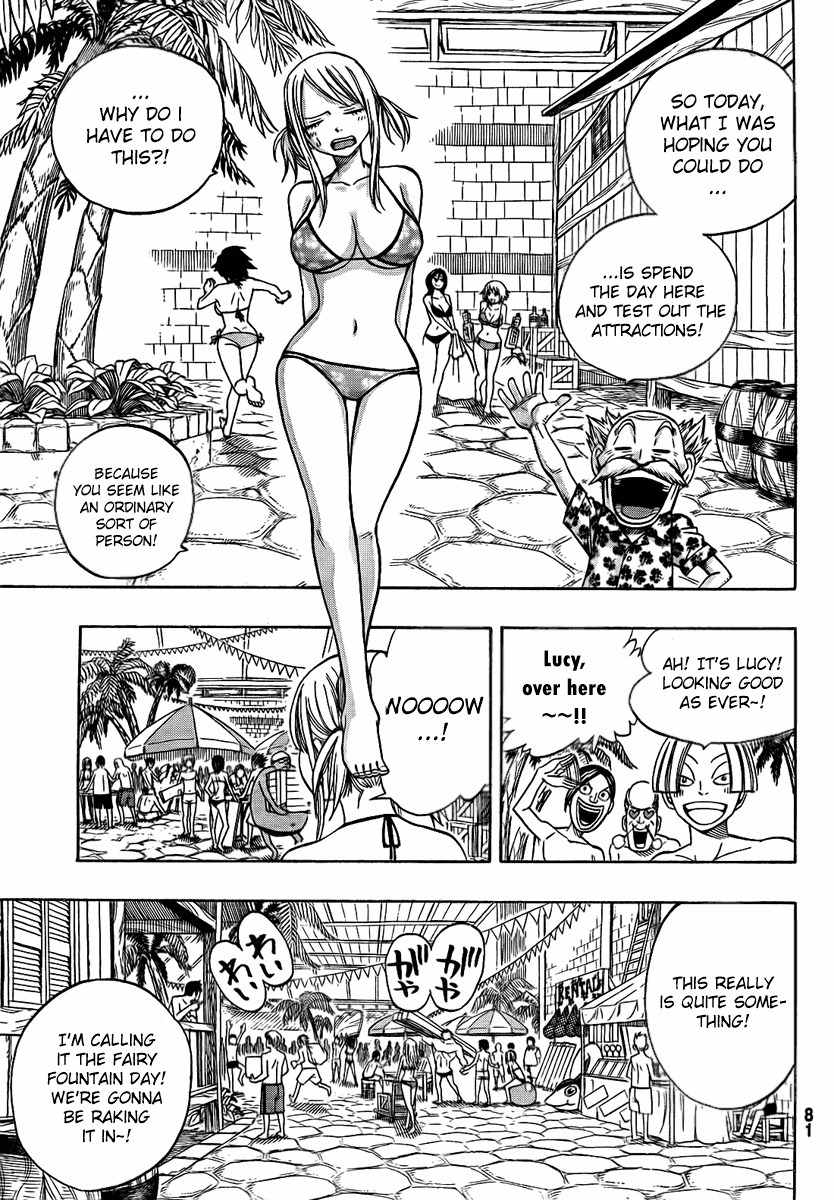 SO TODAY,
WHAT I WAS
HOPING YOU
COULD DO
...
...IS SPEND
THE DAY HERE
AND TEST OUT THE
ATTRACTIONS!
...
WHY DO I
HAVE TO DO
THIS?!
BECAUSE
YOU SEEM LIKE
AN ORDINARY
SORT OF
PERSON!
AH! IT'S LUCY!
LOOKING GOOD
AS EVER~!
Lucy,
over here
~~!!
NOOOOW
...!
THIS REALLY
IS QUITE SOME-
THING!
RENTAL
ガヤ
ガヤ
わい
わい
I'M CALLING
IT THE FAIRY
FOUNTAIN DAY!
WE'RE GONNA
BE RAKING
IT IN~!
81